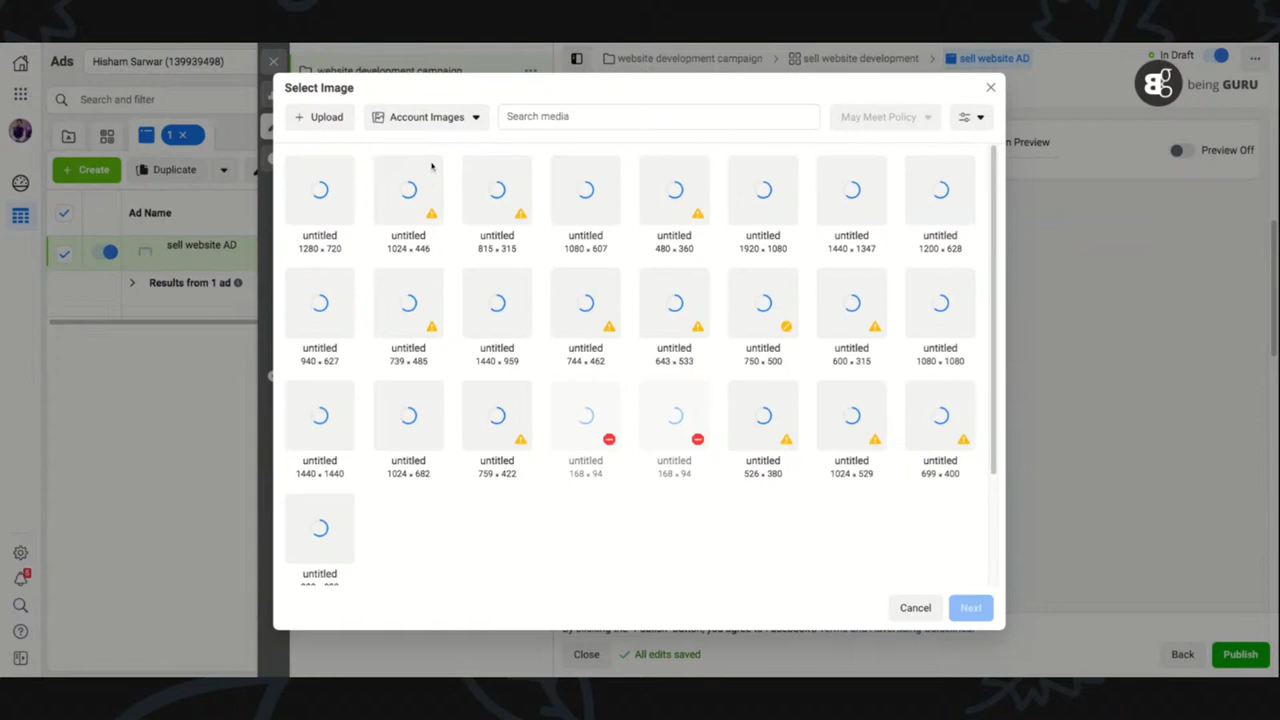 Ads
Hisham Sarwar (139939498)
website development campaign
website development campaign
sell website development
sell website AD
In Draft
being GURU
Select Image
Search and filter
Upload
Account Images
Search media
May Meet Policy
n Preview
Preview Off
1
Create
Duplicate
Ad Name
sell website AD
Results from 1 ad
untitled
1280 × 720
untitled
1024 × 446
untitled
815 × 315
untitled
1080 × 607
untitled
480 × 360
untitled
1920 × 1080
untitled
1440 × 1347
untitled
1200 × 628
untitled
940 × 627
untitled
739 × 485
untitled
1440 × 959
untitled
744 × 462
untitled
643 × 533
untitled
750 × 500
untitled
600 × 315
untitled
1080 × 1080
untitled
1440 × 1440
untitled
1024 × 682
untitled
759 × 422
untitled
168 × 94
untitled
168 × 94
untitled
526 × 380
untitled
1024 × 529
untitled
699 × 400
untitled
Cancel
Next
Close
All edits saved
Back
Publish